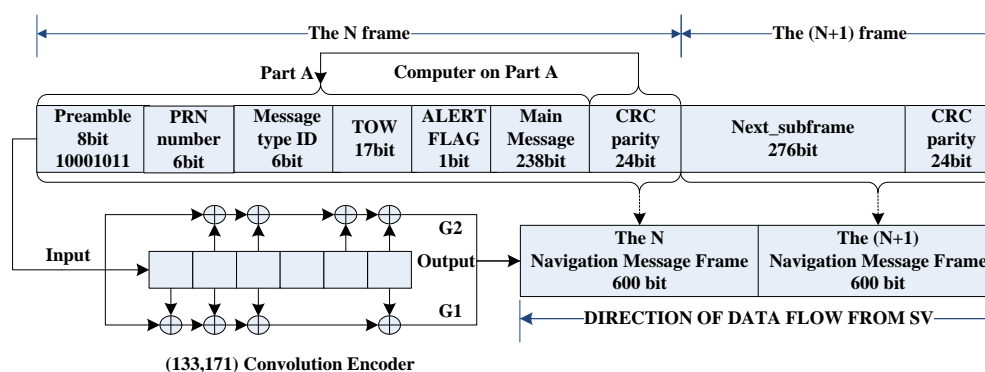 The N frame
The (N+1) frame
Part A
Computer on Part A
Preamble
8bit
10001011
PRN
number
6bit
Message
type ID
6bit
TOW
17bit
ALERT
FLAG
1bit
Main
Message
238bit
CRC
parity
24bit
Next_subframe
276bit
CRC
parity
24bit
Input
G2
Output
G1
The N
Navigation Message Frame
600 bit
The (N+1)
Navigation Message Frame
600 bit
DIRECTION OF DATA FLOW FROM SV
(133,171) Convolution Encoder